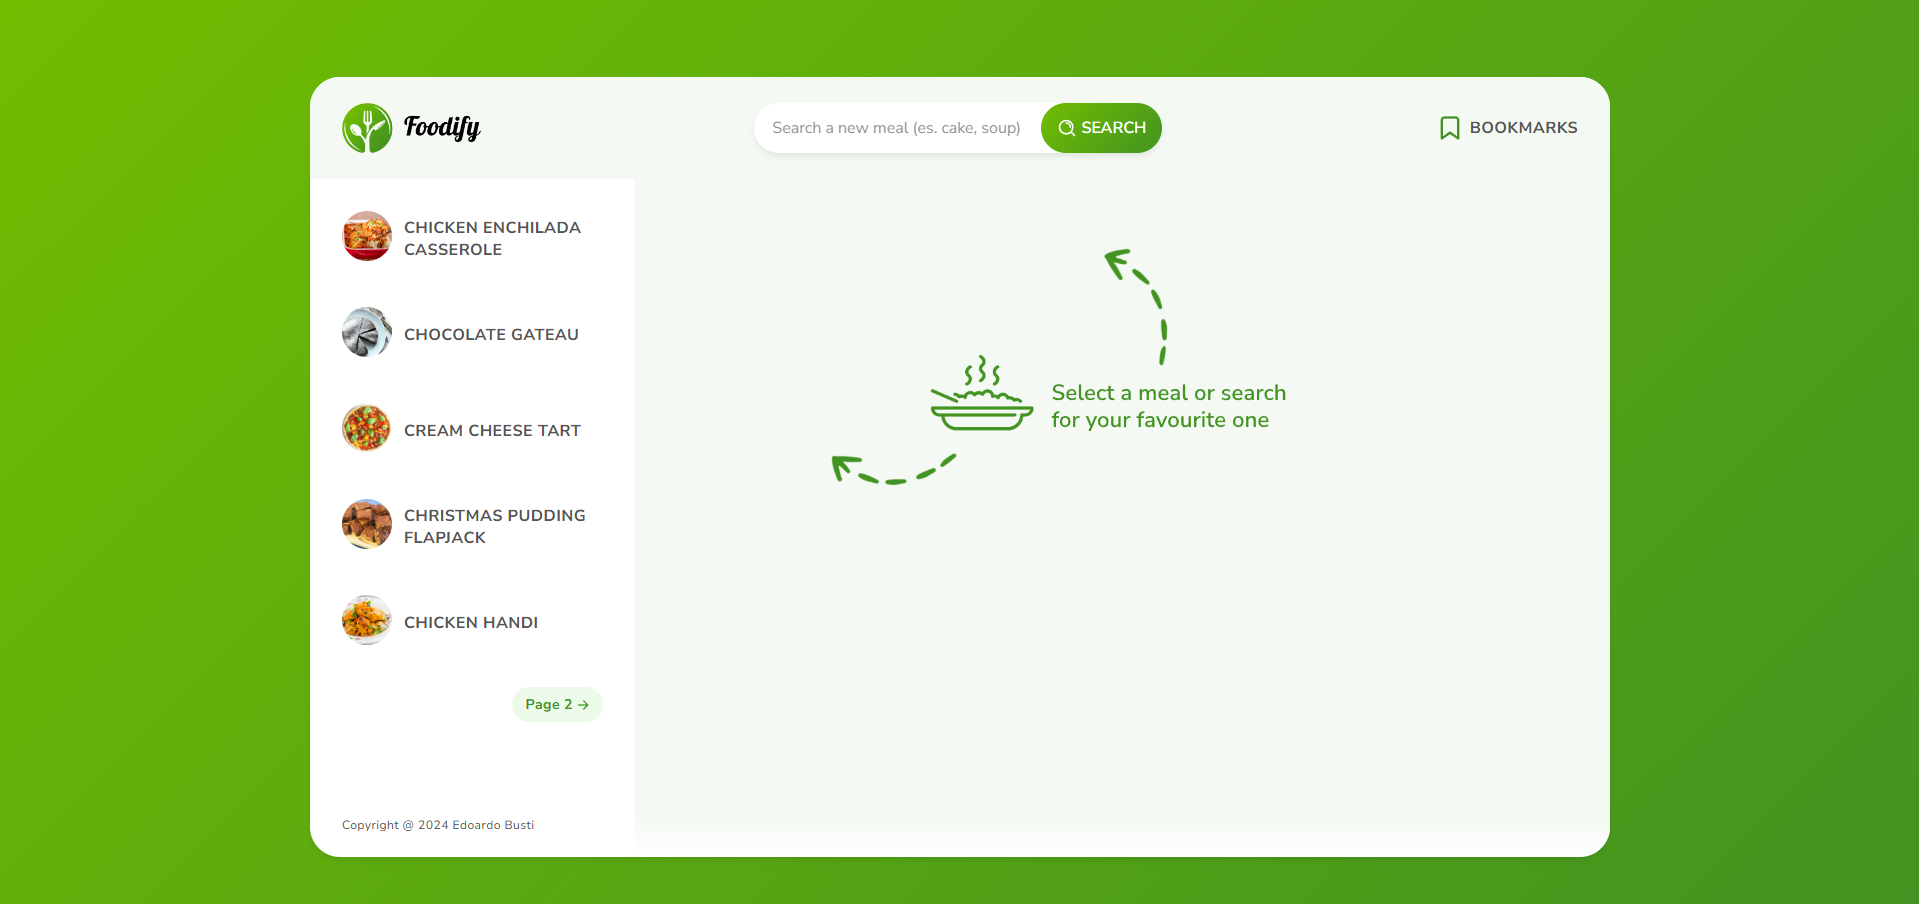 Foodify
Search a new meal (es. cake, soup)
SEARCH
BOOKMARKS
CHICKEN ENCHILADA
CASSEROLE
CHOCOLATE GATEAU
CREAM CHEESE TART
CHRISTMAS PUDDING
FLAPJACK
CHICKEN HANDI
Page 2 →
Copyright @ 2024 Edoardo Busti
Select a meal or search
for your favourite one